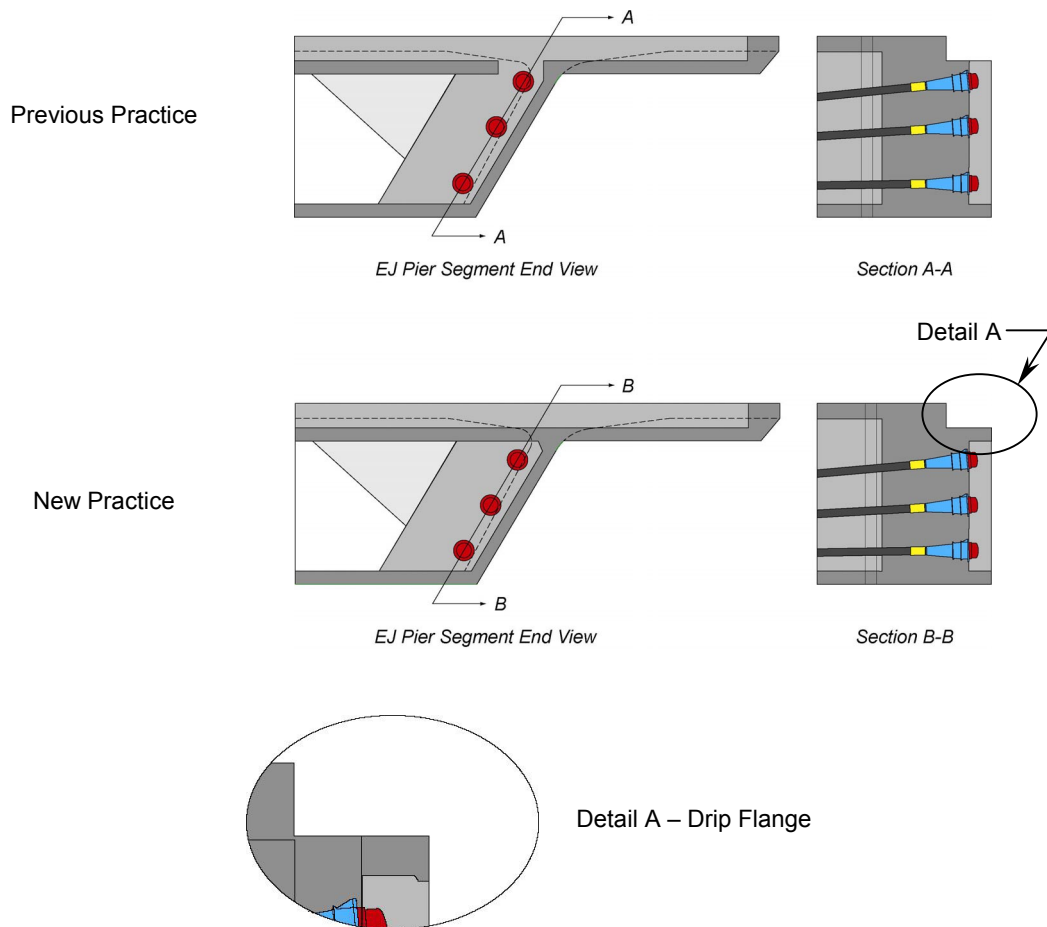 A
Previous Practice
A
EJ Pier Segment End View
Section A-A
Detail A
B
New Practice
B
EJ Pier Segment End View
Section B-B
Detail A – Drip Flange